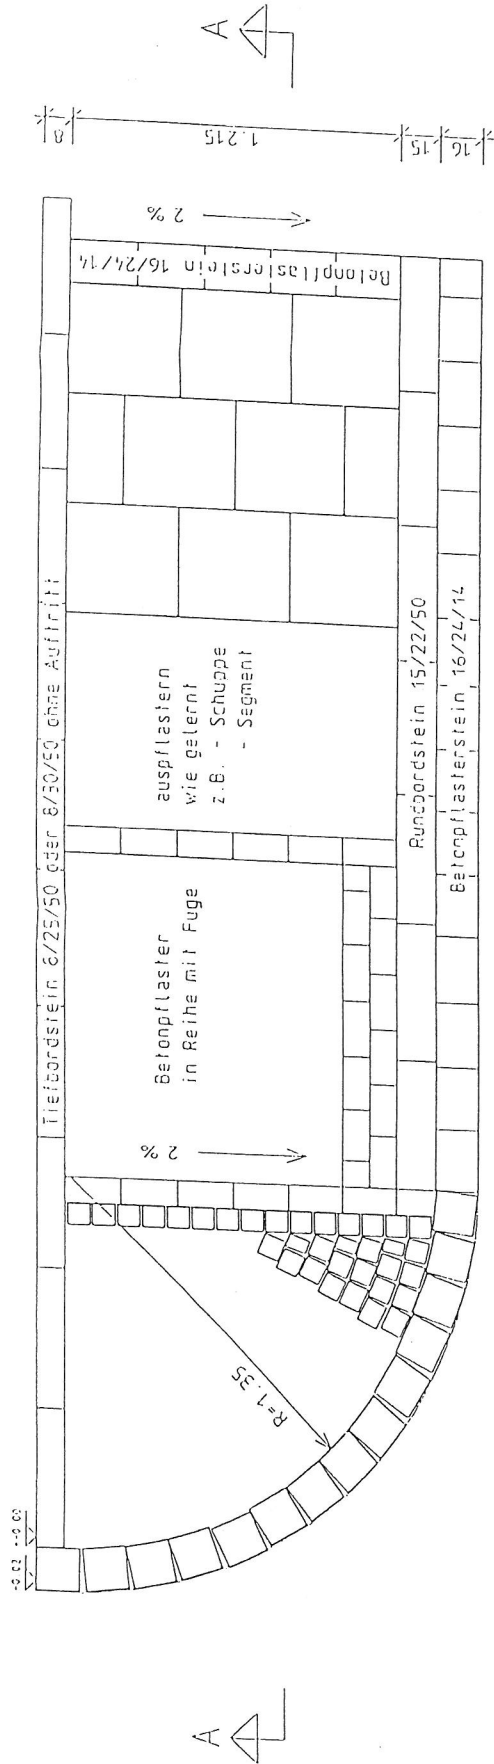 A
8
1.215
15
16
2 %
Betonpflasterstein 16/24/14
Tiefbordstein 8/25/50 oder 8/30/50 ohne Auftritt
auspflastern
wie gelernt
z.B. - Schuppe
- Segment
Rundbordstein 15/22/50
Betonpflasterstein 16/24/14
Betonpflaster
in Reihe mit Fuge
2 %
R=1.35
-0.02
A